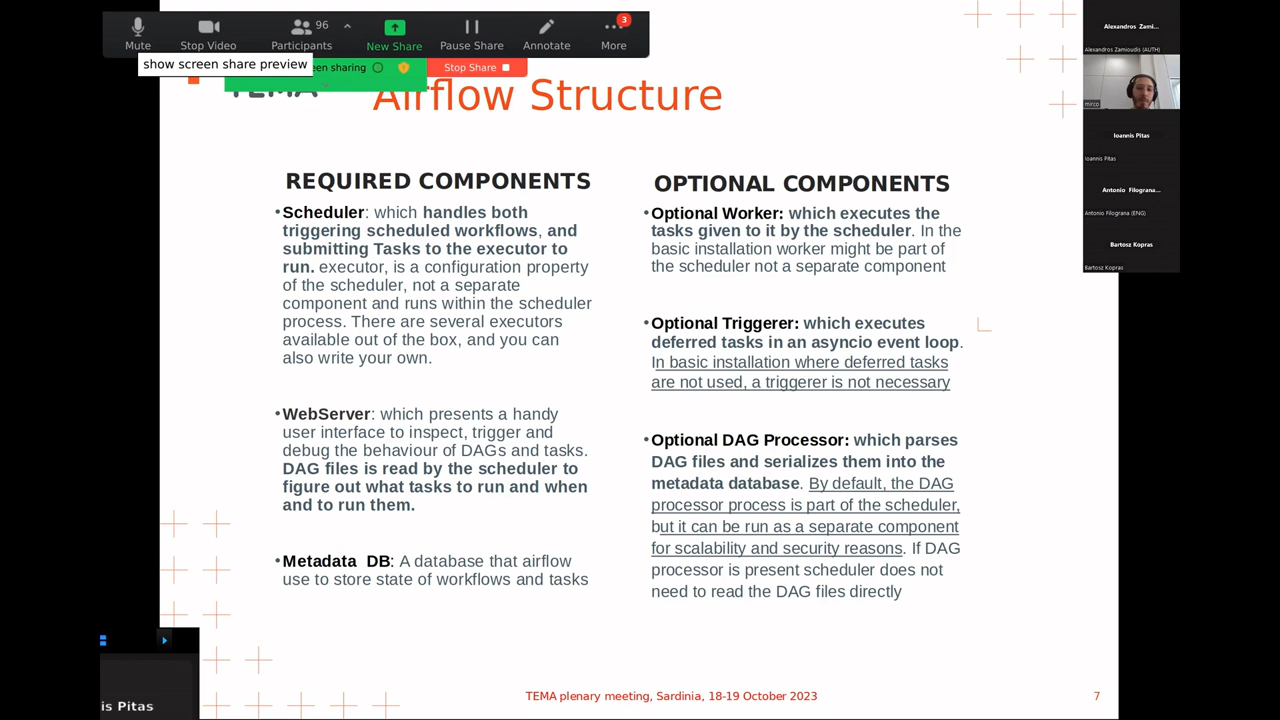 96
3
Mute
Stop Video
Participants
New Share
Pause Share
Annotate
More
show screen share preview
en sharing
Stop Share
TEMA
Airflow Structure
REQUIRED COMPONENTS
•Scheduler: which handles both
triggering scheduled workflows, and
submitting Tasks to the executor to
run. executor, is a configuration property
of the scheduler, not a separate
component and runs within the scheduler
process. There are several executors
available out of the box, and you can
also write your own.
•WebServer: which presents a handy
user interface to inspect, trigger and
debug the behaviour of DAGs and tasks.
DAG files is read by the scheduler to
figure out what tasks to run and when
and to run them.
•Metadata DB: A database that airflow
use to store state of workflows and tasks
OPTIONAL COMPONENTS
•Optional Worker: which executes the
tasks given to it by the scheduler. In the
basic installation worker might be part of
the scheduler not a separate component
•Optional Triggerer: which executes
deferred tasks in an asyncio event loop.
In basic installation where deferred tasks
are not used, a triggerer is not necessary
•Optional DAG Processor: which parses
DAG files and serializes them into the
metadata database. By default, the DAG
processor process is part of the scheduler,
but it can be run as a separate component
for scalability and security reasons. If DAG
processor is present scheduler does not
need to read the DAG files directly
Alexandros Zami...
Alexandros Zamioudis (AUTH)
mirco
Ioannis Pitas
Ioannis Pitas
Antonio Filograna...
Antonio Filograna (ENG)
Bartosz Kopras
Bartosz Kopras
is Pitas
TEMA plenary meeting, Sardinia, 18-19 October 2023
7